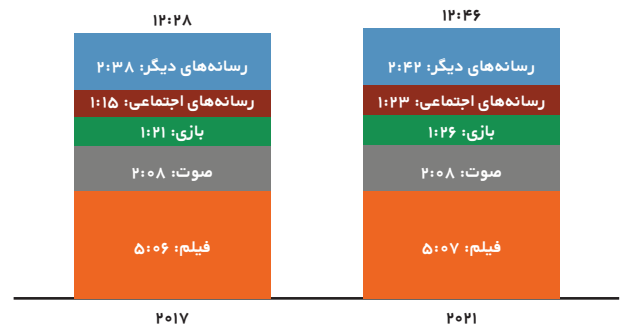 ۱۲:۲۸
رسانه‌های دیگر: ۲:۳۸
رسانه‌های اجتماعی: ۱:۱۵
بازی: ۱:۲۱
صوت: ۲:۰۸
فیلم: ۵:۰۶
۲۰۱۷
۱۲:۴۶
رسانه‌های دیگر: ۲:۴۲
رسانه‌های اجتماعی: ۱:۲۳
بازی: ۱:۲۶
صوت: ۲:۰۸
فیلم: ۵:۰۷
۲۰۲۱